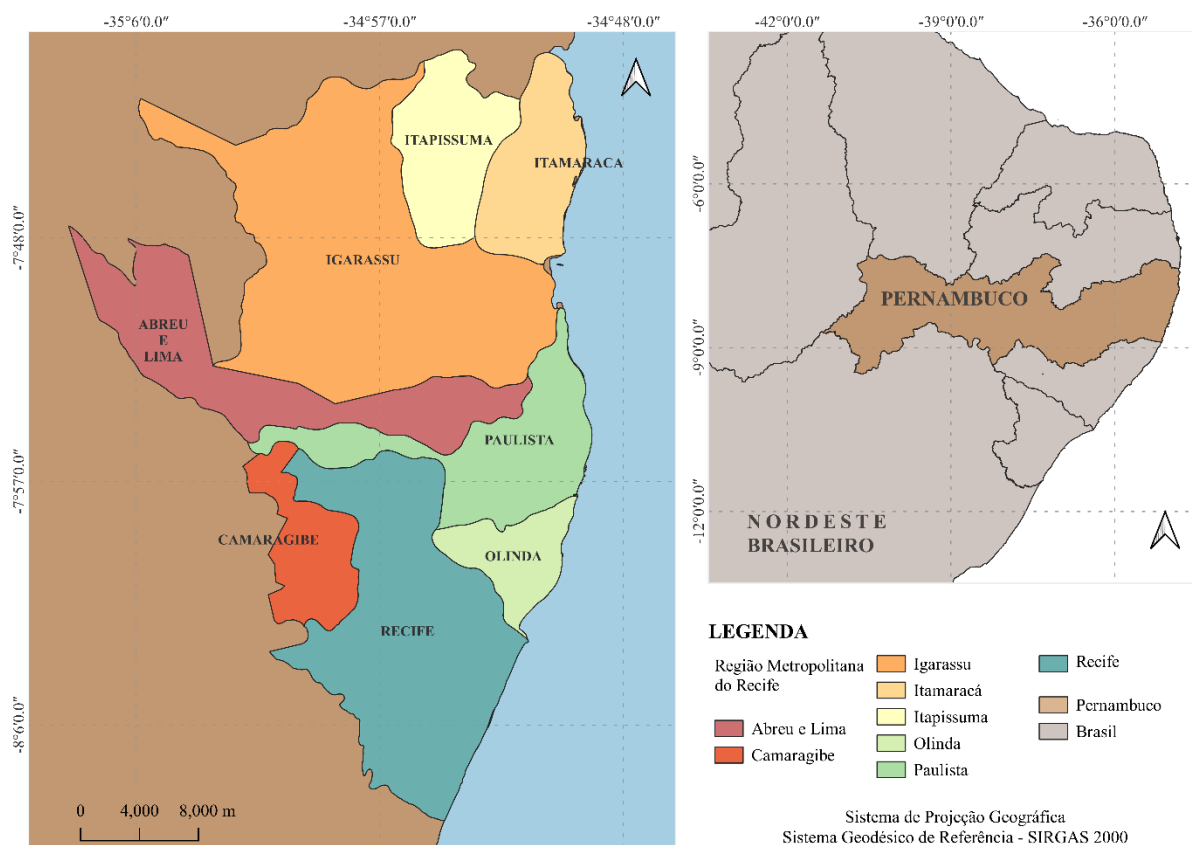 -35°6'0.0"
-34°57'0.0"
-34°48'0.0"
-7°48'0.0"
-7°57'0.0"
-8°6'0.0"
ITAPISSUMA
ITAMARACA
IGARASSU
ABREU
E
LIMA
PAULISTA
CAMARAGIBE
OLINDA
RECIFE
0 4,000 8,000 m
-42°0'0.0"
-39°0'0.0"
-36°0'0.0"
-6°0'0.0"
-9°0'0.0"
-12°0'0.0"
PERNAMBUCO
NORDESTE
BRASILEIRO
LEGENDA
Região Metropolitana
do Recife
Abreu e Lima
Camaragibe
Igarassu
Itamaracá
Itapissuma
Olinda
Paulista
Recife
Pernambuco
Brasil
Sistema de Projeção Geográfica
Sistema Geodésico de Referência - SIRGAS 2000